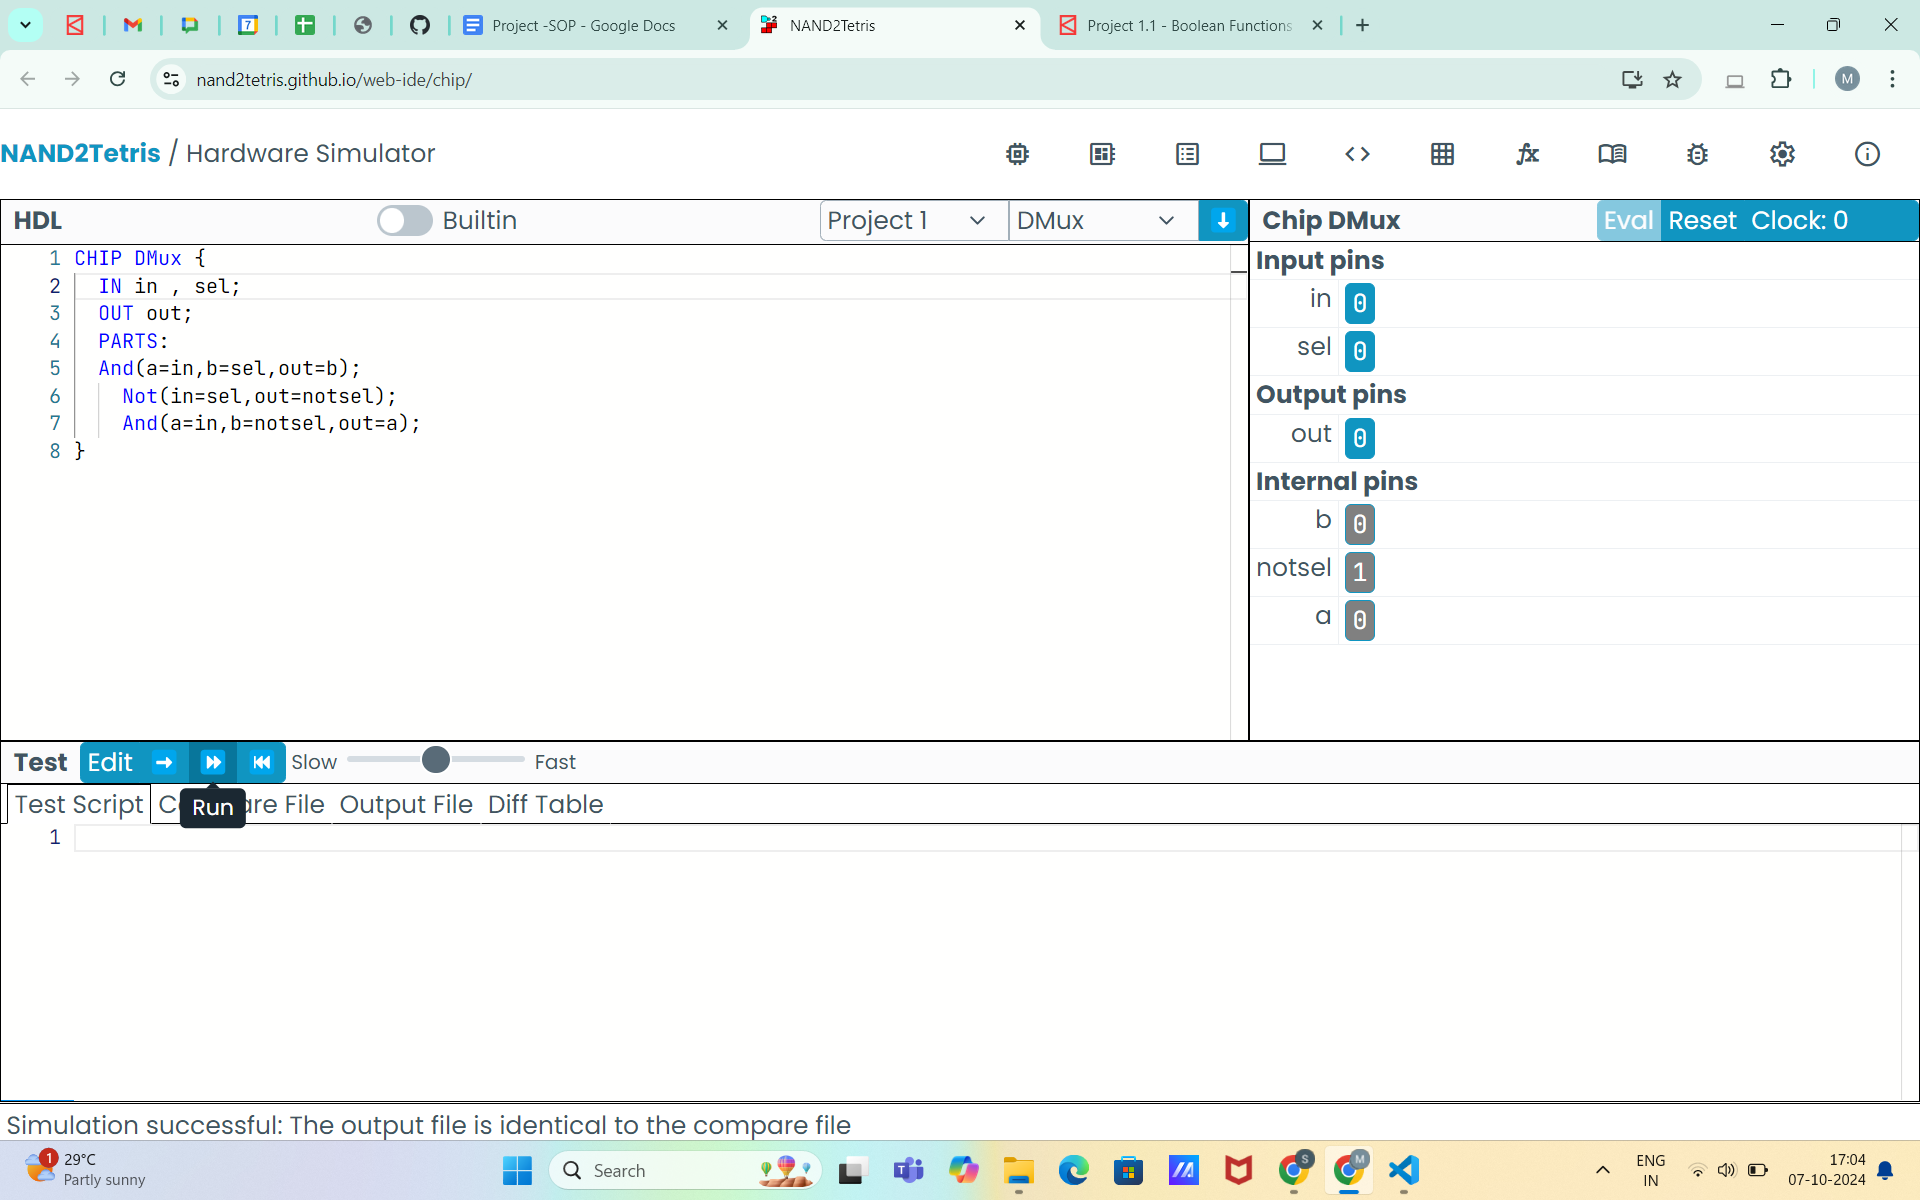 Project -SOP - Google Docs
NAND2Tetris
Project 1.1 - Boolean Functions
7
nand2tetris.github.io/web-ide/chip/
M
NAND2Tetris / Hardware Simulator
HDL
Builtin
Project 1
DMux
Chip DMux
Eval
Reset
Clock: 0
1 CHIP DMux {
2 IN in , sel;
3 OUT out;
4 PARTS:
5 And(a=in,b=sel,out=b);
6 Not(in=sel,out=notsel);
7 And(a=in,b=notsel,out=a);
8 }
Input pins
in 0
sel 0
Output pins
out 0
Internal pins
b 0
notsel 1
a 0
Test
Edit
Slow
Fast
Test Script
Output File
Diff Table
Run
1
Simulation successful: The output file is identical to the compare file
1
29°C
Partly sunny
Search
S
M
ENG
IN
17:04
07-10-2024